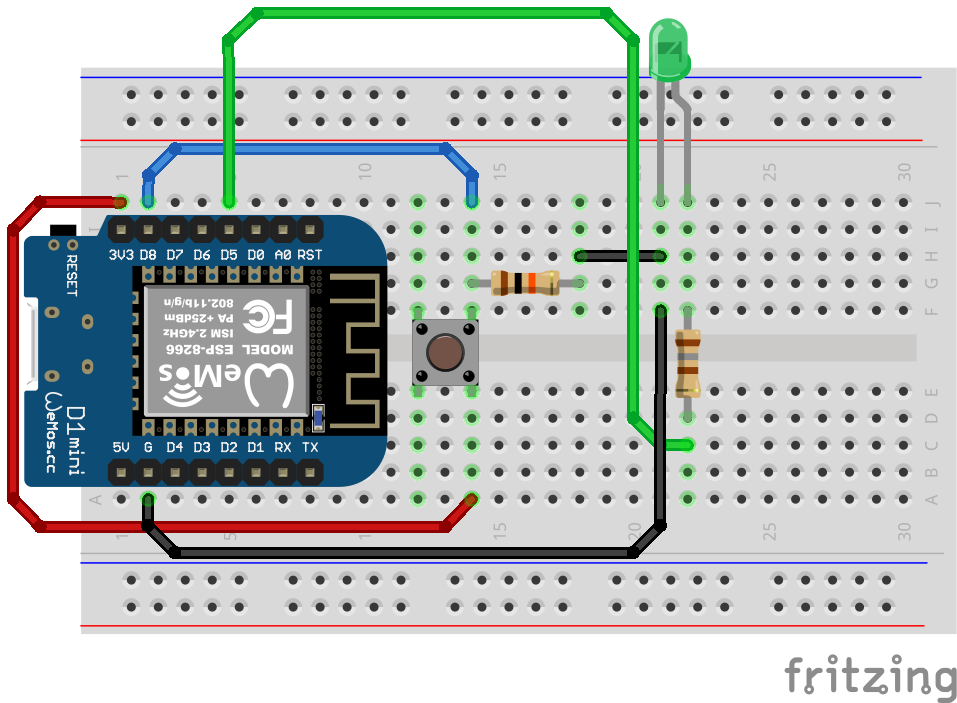 1 5 10 15 20 25 30
J
I I
H
G
F
3V3 D8 D7 D6 D5 D0 A0 RST
RESET
802.11b/g/n
PA +25dBm
ISM 2.4GHz
ESP-8266
MODEL
FC
WeMos
D1 mini
WeMos.cc
5V G D4 D3 D2 D1 RX TX
E
D
C
B
A A
1 5 15 20 25 30
fritzing